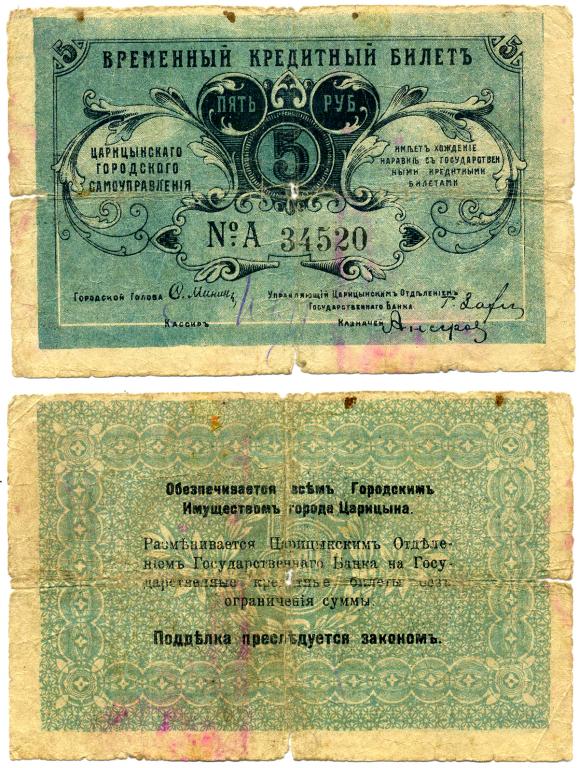 5 5
ВРЕМЕННЫЙ КРЕДИТНЫЙ БИЛЕТЪ
ПЯТЬ РУБ.
5
ЦАРИЦЫНСКАГО
ГОРОДСКОГО
САМОУПРАВЛЕНІЯ
ИМѢЕТЪ ХОЖДЕНІЕ
НАРАВНѢ СЪ ГОСУДАРСТВЕН
НЫМИ КРЕДИТНЫМИ
БИЛЕТАМИ
№ А 34520
ГОРОДСКОЙ ГОЛОВА С. Мининъ
УПРАВЛЯЮЩІЙ ЦАРИЦЫНСКИМЪ ОТДѢЛЕНІЕМЪ
ГОСУДАРСТВЕННАГО БАНКА
КАССИРЪ
КАЗНАЧЕЙ
Обезпечивается всѣмъ Городскимъ
Имуществомъ города Царицына.
Размѣнивается Царицынскимъ Отдѣле-
ніемъ Государственнаго Банка на Госу-
дарственные кредитные билеты безъ
ограниченія суммы.
Поддѣлка преслѣдуется закономъ.